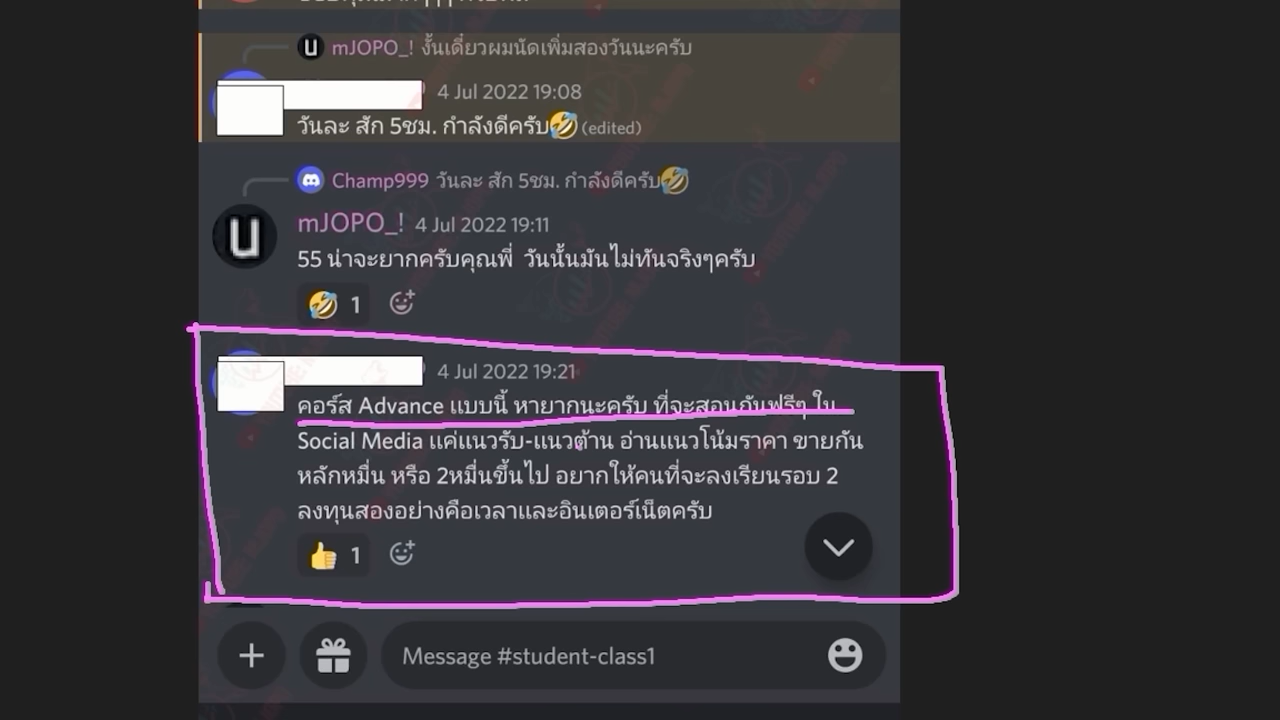 mJOPO_! งั้นเดี๋ยวผมนัดเพิ่มสองวันนะครับ
4 Jul 2022 19:08
วันละ สัก 5ชม. กำลังดีครับ🤣 (edited)
Champ999 วันละ สัก 5ชม. กำลังดีครับ🤣
mJOPO_! 4 Jul 2022 19:11
55 น่าจะยากครับคุณพี่ วันนั้นมันไม่ทันจริงๆครับ
🤣 1
4 Jul 2022 19:21
คอร์ส Advance แบบนี้ หายากนะครับ ที่จะสอนกันฟรีๆ ใน
Social Media แค่แนวรับ-แนวต้าน อ่านแนวโน้มราคา ขายกัน
หลักหมื่น หรือ 2หมื่นขึ้นไป อยากให้คนที่จะลงเรียนรอบ 2
ลงทุนสองอย่างคือเวลาและอินเตอร์เน็ตครับ
👍 1
Message #student-class1